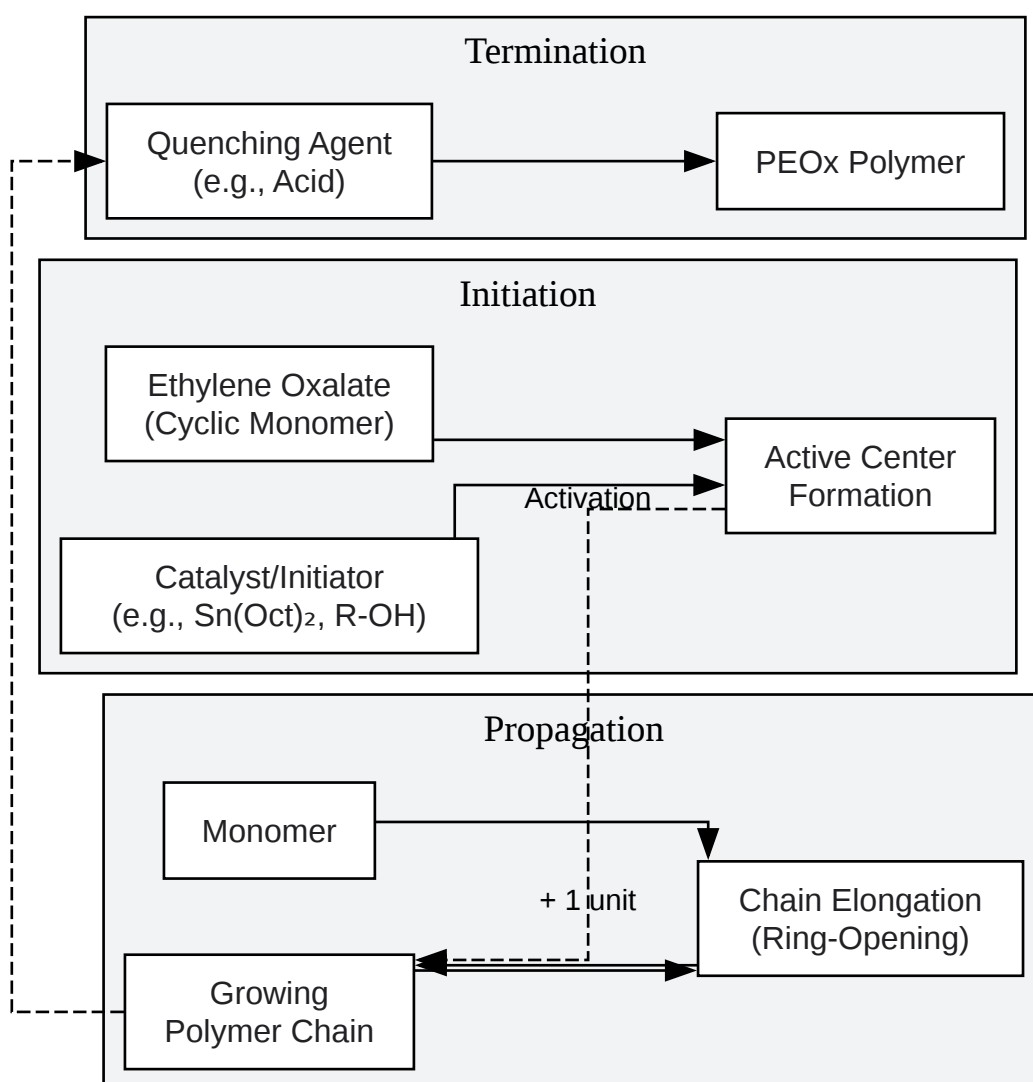 Termination
Quenching Agent
(e.g., Acid)
PEOx Polymer
Initiation
Ethylene Oxalate
(Cyclic Monomer)
Active Center
Formation
Activation
Catalyst/Initiator
(e.g., Sn(Oct)₂, R-OH)
Propagation
Monomer
Chain Elongation
(Ring-Opening)
+ 1 unit
Growing
Polymer Chain